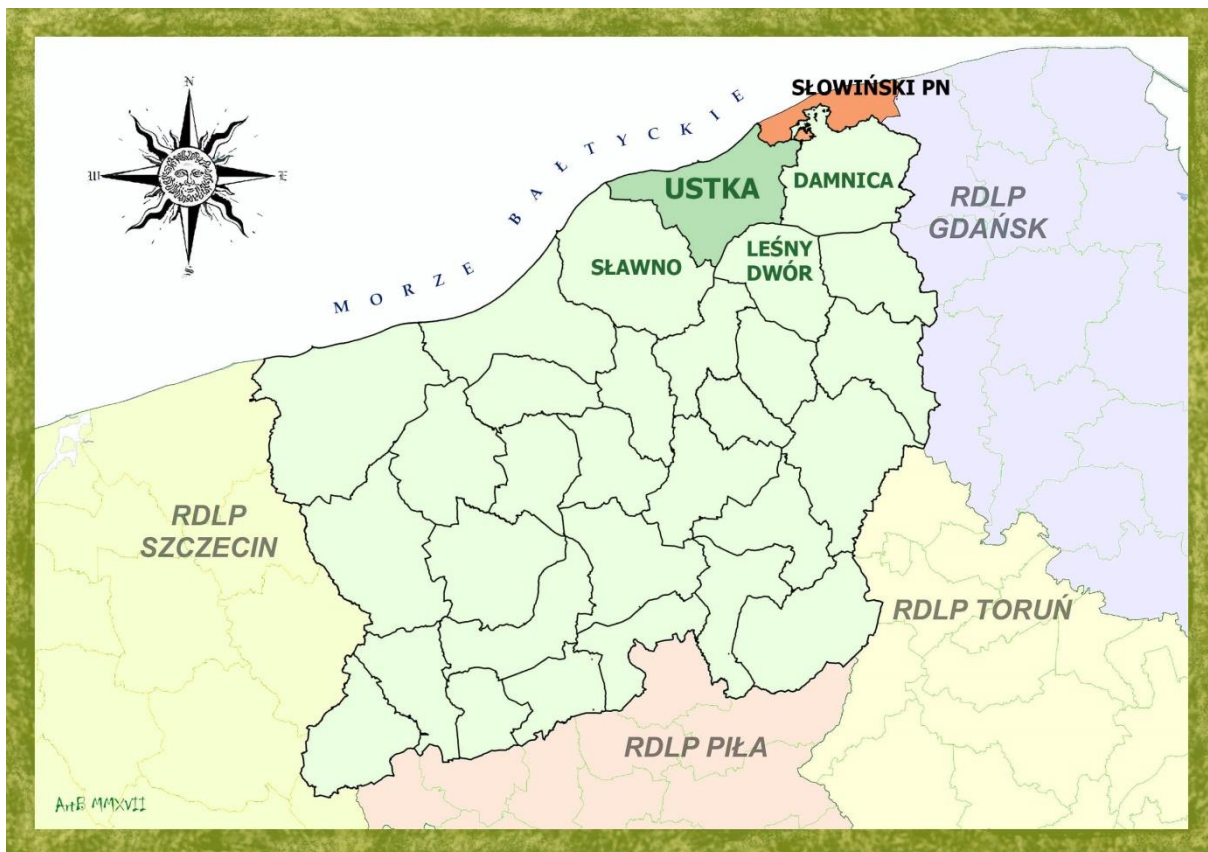 N
W
E
S
MORZE BAŁTYCKIE
SŁOWIŃSKI PN
USTKA
DAMNICA
SŁAWNO
LEŚNY
DWÓR
RDLP
GDAŃSK
RDLP
SZCZECIN
RDLP TORUŃ
RDLP PIŁA
ArtB MMXVII